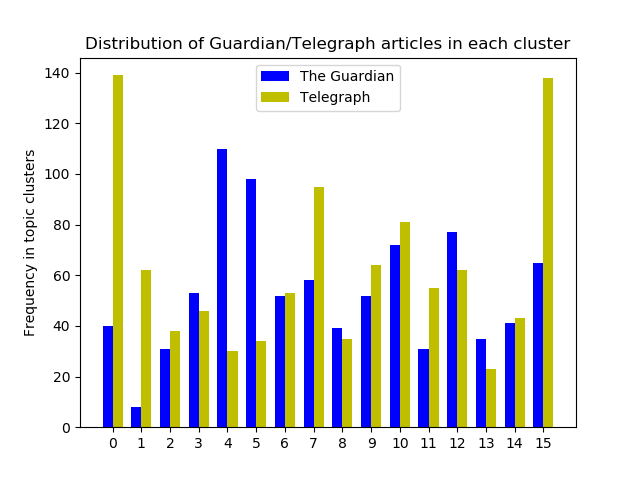 Distribution of Guardian/Telegraph articles in each cluster
The Guardian
Telegraph
Frequency in topic clusters
140
120
100
80
60
40
20
0
0 1 2 3 4 5 6 7 8 9 10 11 12 13 14 15